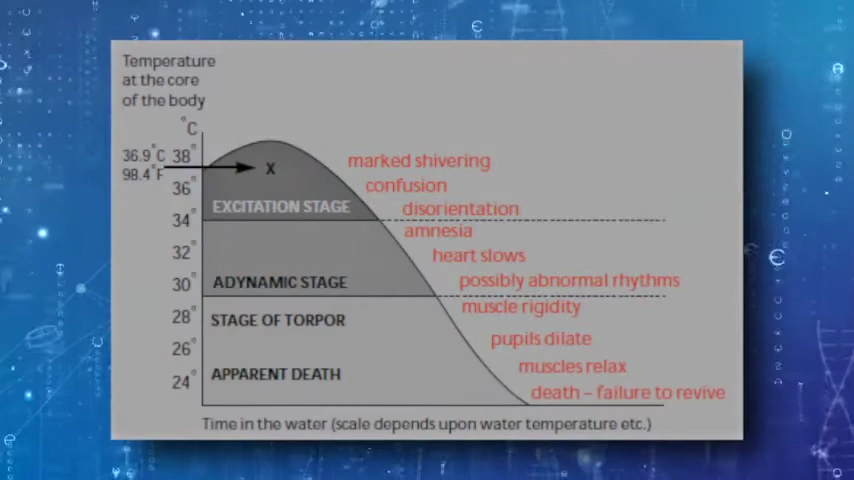 Temperature
at the core
of the body
°C
36.9°C
98.4°F
38°
36°
34°
32°
30°
28°
26°
24°
X
EXCITATION STAGE
ADYNAMIC STAGE
STAGE OF TORPOR
APPARENT DEATH
marked shivering
confusion
disorientation
amnesia
heart slows
possibly abnormal rhythms
muscle rigidity
pupils dilate
muscles relax
death – failure to revive
Time in the water (scale depends upon water temperature etc.)